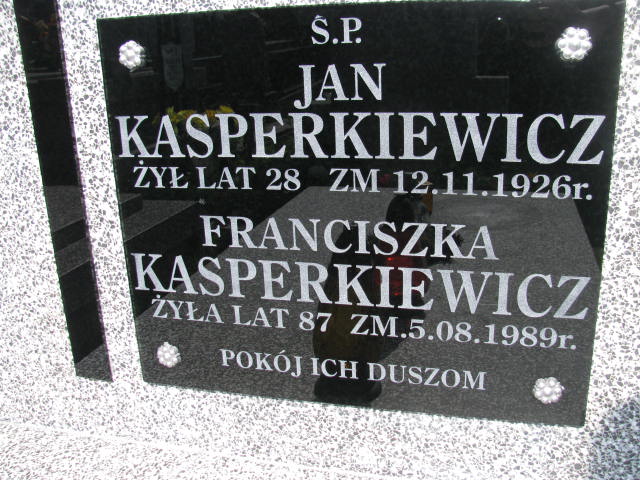 Ś.P.
JAN
KASPERKIEWICZ
ŻYŁ LAT 28 ZM 12.11.1926r.
FRANCISZKA
KASPERKIEWICZ
ŻYŁA LAT 87 ZM.5.08.1989r.
POKÓJ ICH DUSZOM